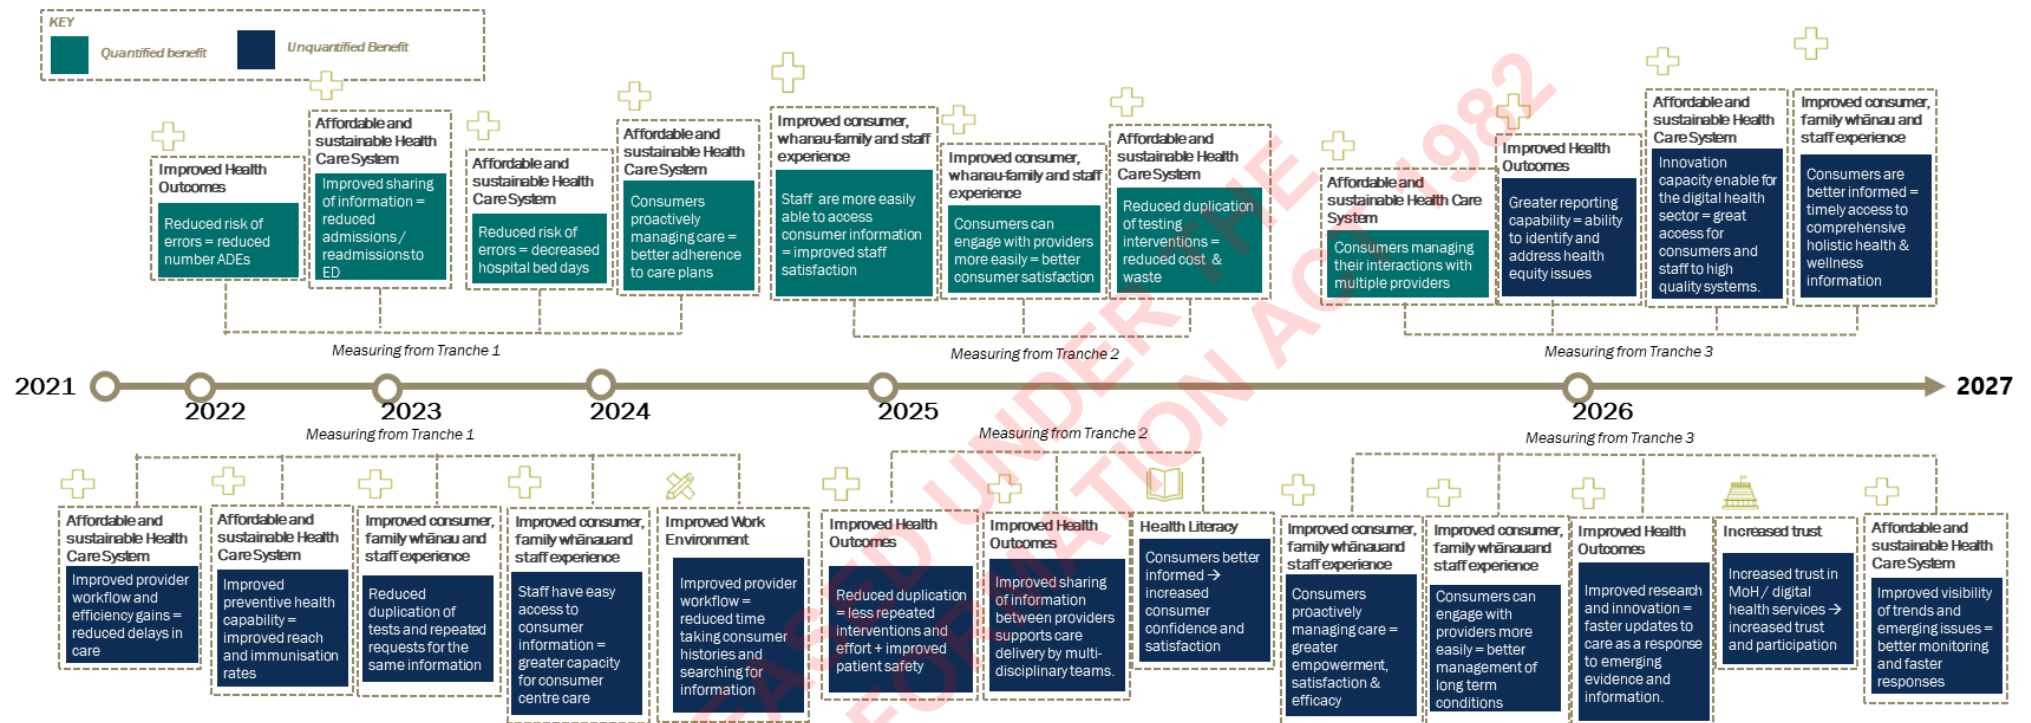 KEY
Quantified benefit
Unquantified Benefit
Improved Health
Outcomes
Reduced risk of
errors = reduced
number ADEs
Affordable and
sustainable Health
Care System
Improved sharing
of information =
reduced
admissions /
readmissions to
ED
Affordable and
sustainable Health
Care System
Reduced risk of
errors = decreased
hospital bed days
Affordable and
sustainable Health
Care System
Consumers
proactively
managing care =
better adherence
to care plans
Improved consumer,
whanau-family and staff
experience
Staff are more easily
able to access
consumer information
= improved staff
satisfaction
Improved consumer,
whanau-family and staff
experience
Consumers can
engage with providers
more easily = better
consumer satisfaction
Affordable and
sustainable Health
Care System
Reduced duplication
of testing
interventions =
reduced cost &
waste
Affordable and
sustainable Health Care
System
Consumers managing
their interactions with
multiple providers
Improved Health
Outcomes
Greater reporting
capability = ability
to identify and
address health
equity issues
Affordable and
sustainable Health
Care System
Innovation
capacity enable for
the digital health
sector = great
access for
consumers and
staff to high
quality systems.
Improved consumer,
family whānau and
staff experience
Consumers are
better informed =
timely access to
comprehensive
holistic health &
wellness
information
Measuring from Tranche 1
Measuring from Tranche 2
Measuring from Tranche 3
2021
2022
2023
2024
2025
2026
2027
Measuring from Tranche 1
Measuring from Tranche 2
Measuring from Tranche 3
Affordable and
sustainable Health
Care System
Improved provider
workflow and
efficiency gains =
reduced delays in
care
Affordable and
sustainable Health
Care System
Improved
preventive health
capability =
improved reach
and immunisation
rates
Improved consumer,
family whānau and
staff experience
Reduced
duplication of
tests and repeated
requests for the
same information
Improved consumer,
family whānauand
staff experience
Staff have easy
access to
consumer
information =
greater capacity
for consumer
centre care
Improved Work
Environment
Improved provider
workflow =
reduced time
taking consumer
histories and
searching for
information
Improved Health
Outcomes
Reduced duplication
= less repeated
interventions and
effort + improved
patient safety
Improved Health
Outcomes
Improved sharing
of information
between providers
supports care
delivery by multi-
disciplinary teams.
Health Literacy
Consumers better
informed →
increased
consumer
confidence and
satisfaction
Improved consumer,
family whānauand
staff experience
Consumers
proactively
managing care =
greater
empowerment,
satisfaction &
efficacy
Improved consumer,
family whānauand
staff experience
Consumers can
engage with
providers more
easily = better
management of
long term
conditions
Improved Health
Outcomes
Improved research
and innovation =
faster updates to
care as a response
to emerging
evidence and
information.
Increased trust
Increased trust in
MoH / digital
health services →
increased trust
and participation
Affordable and
sustainable Health
Care System
Improved visibility
of trends and
emerging issues =
better monitoring
and faster
responses
EASED UNDER THE
FORMATION ACT 1982